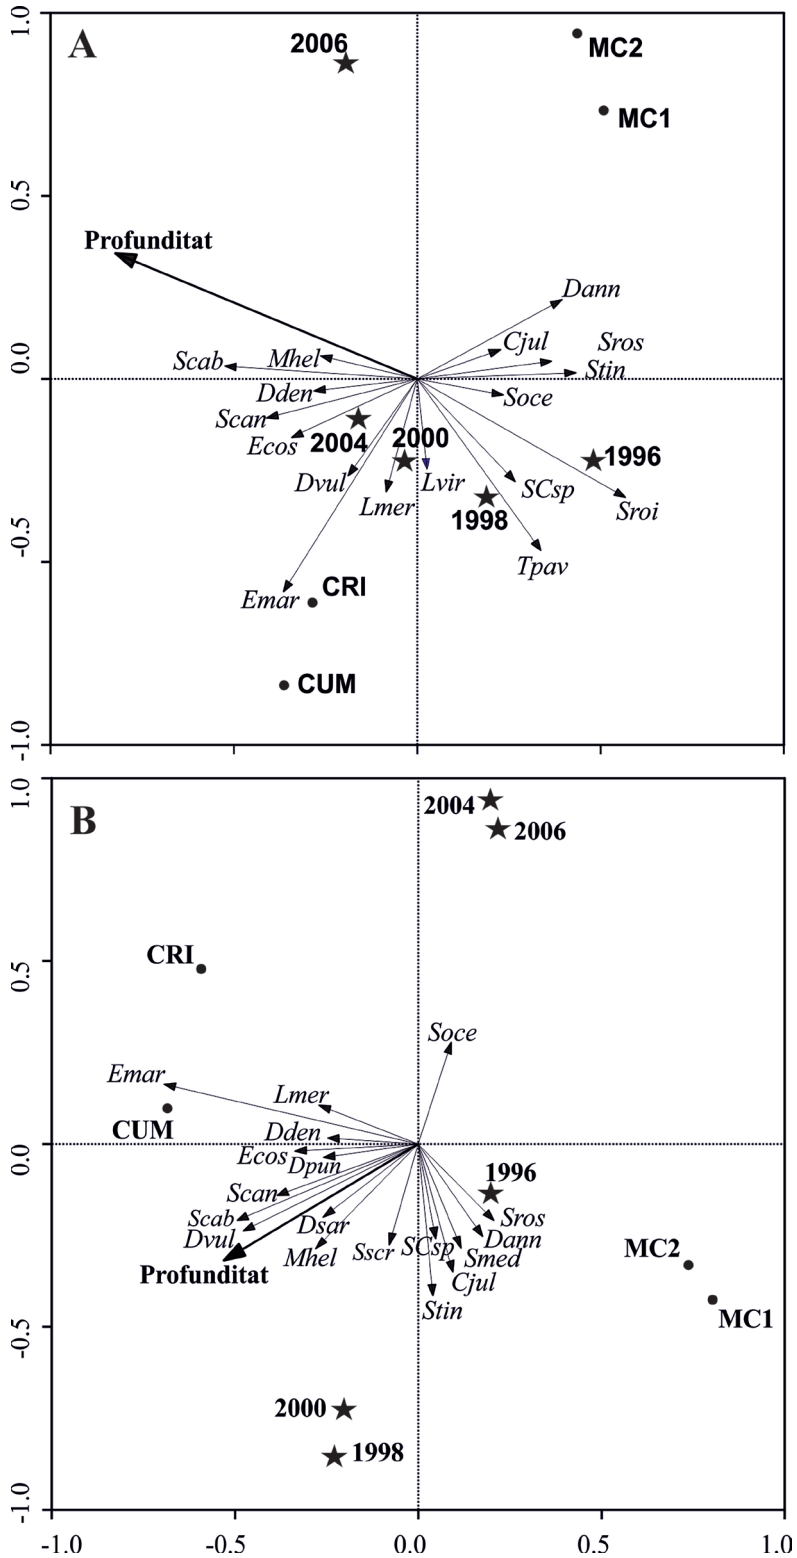 1.0
A
2006
MC2
MC1
0.5
Profunditat
Dann
Cjul
Sros
0.0
Scab
Mhel
Stin
Dden
Soce
Scan
Ecos
2004
2000
1996
Dvul
Lmer
Lvir
SCsp
Sroi
1998
-0.5
Tpav
Emar
CRI
CUM
-1.0
1.0
B
2004
2006
CRI
0.5
Soce
Emar
Lmer
CUM
Dden
0.0
Ecos
Dpun
1996
Scan
Scab
Dsar
Sros
Dvul
Mhel
Sscr
SCsp
Dann
Smed
MC2
Profunditat
Cjul
Stin
MC1
-0.5
2000
1998
-1.0
-1.0
-0.5
0.0
0.5
1.0